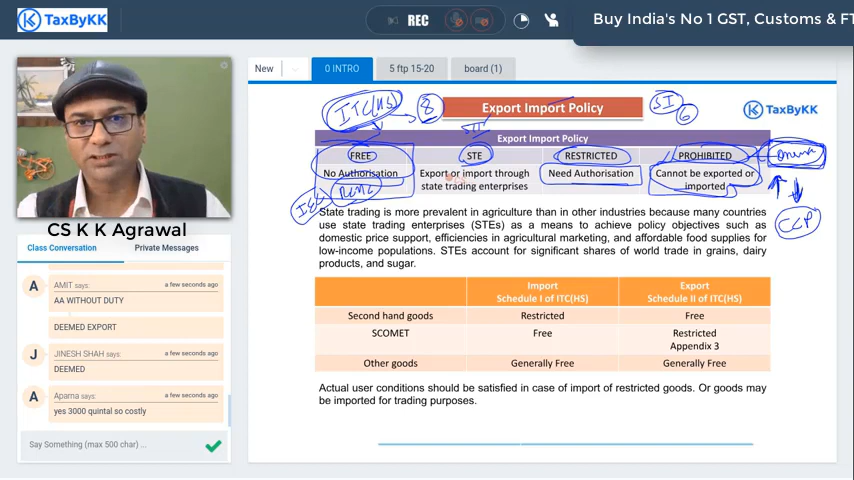 TaxByKK
REC
Buy India's No 1 GST, Customs & FT
New
0 INTRO
5 ftp 15-20
board (1)
ITC(HS)
8
Export Import Policy
SI
6
TaxByKK
Export Import Policy
FREE
STE
RESTRICTED
PROHIBITED
No Authorisation
Export or import through
state trading enterprises
Need Authorisation
Cannot be exported or
imported
IEC
RCMC
CCP
State trading is more prevalent in agriculture than in other industries because many countries
use state trading enterprises (STEs) as a means to achieve policy objectives such as
domestic price support, efficiencies in agricultural marketing, and affordable food supplies for
low-income populations. STEs account for significant shares of world trade in grains, dairy
products, and sugar.
Import
Schedule I of ITC(HS)
Export
Schedule II of ITC(HS)
Second hand goods
Restricted
Free
SCOMET
Free
Restricted
Appendix 3
Other goods
Generally Free
Generally Free
Actual user conditions should be satisfied in case of import of restricted goods. Or goods may
be imported for trading purposes.
CS K K Agrawal
Class Conversation
Private Messages
A
AMIT says:
a few seconds ago
AA WITHOUT DUTY
DEEMED EXPORT
J
JINESH SHAH says:
a few seconds ago
DEEMED
A
Aparna says:
a few seconds ago
yes 3000 quintal so costly
Say Something (max 500 char) ...